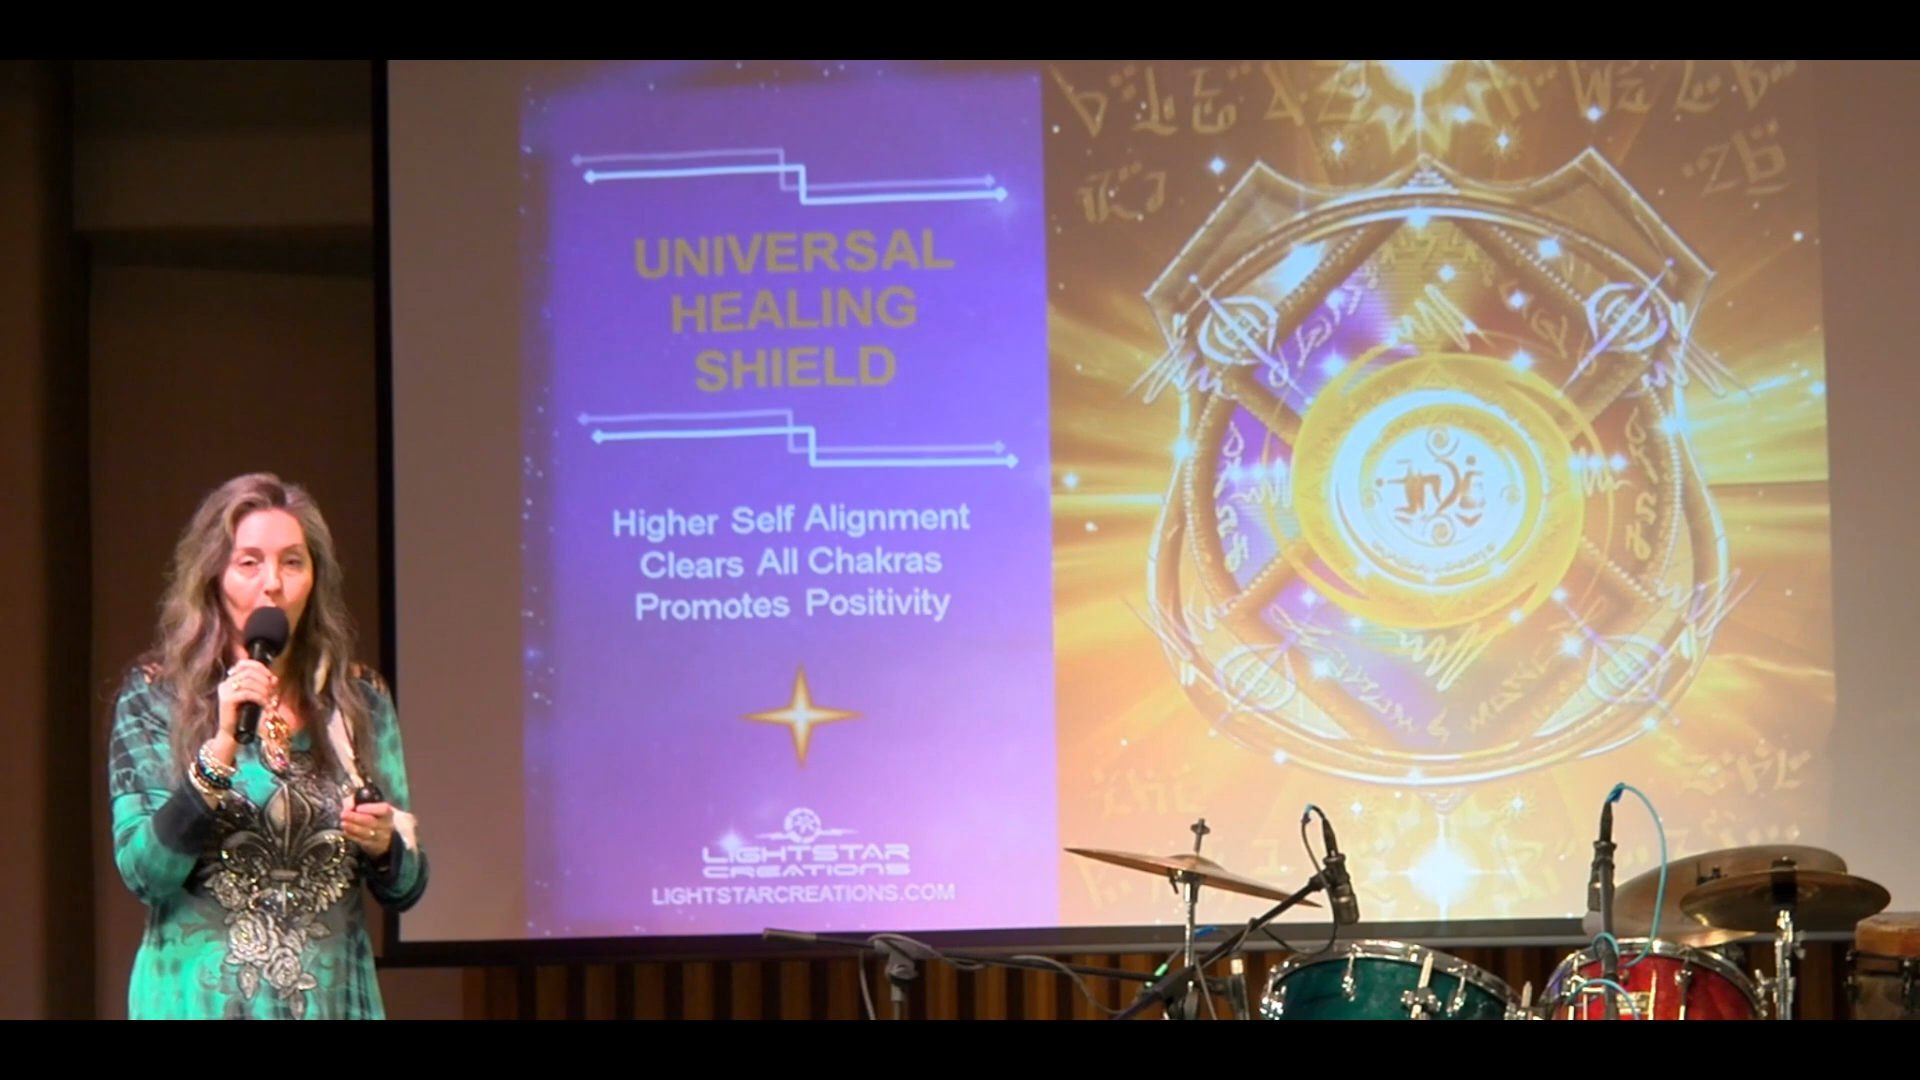 UNIVERSAL
HEALING
SHIELD
Higher Self Alignment
Clears All Chakras
Promotes Positivity
LIGHTSTAR
CREATIONS
LIGHTSTARCREATIONS.COM